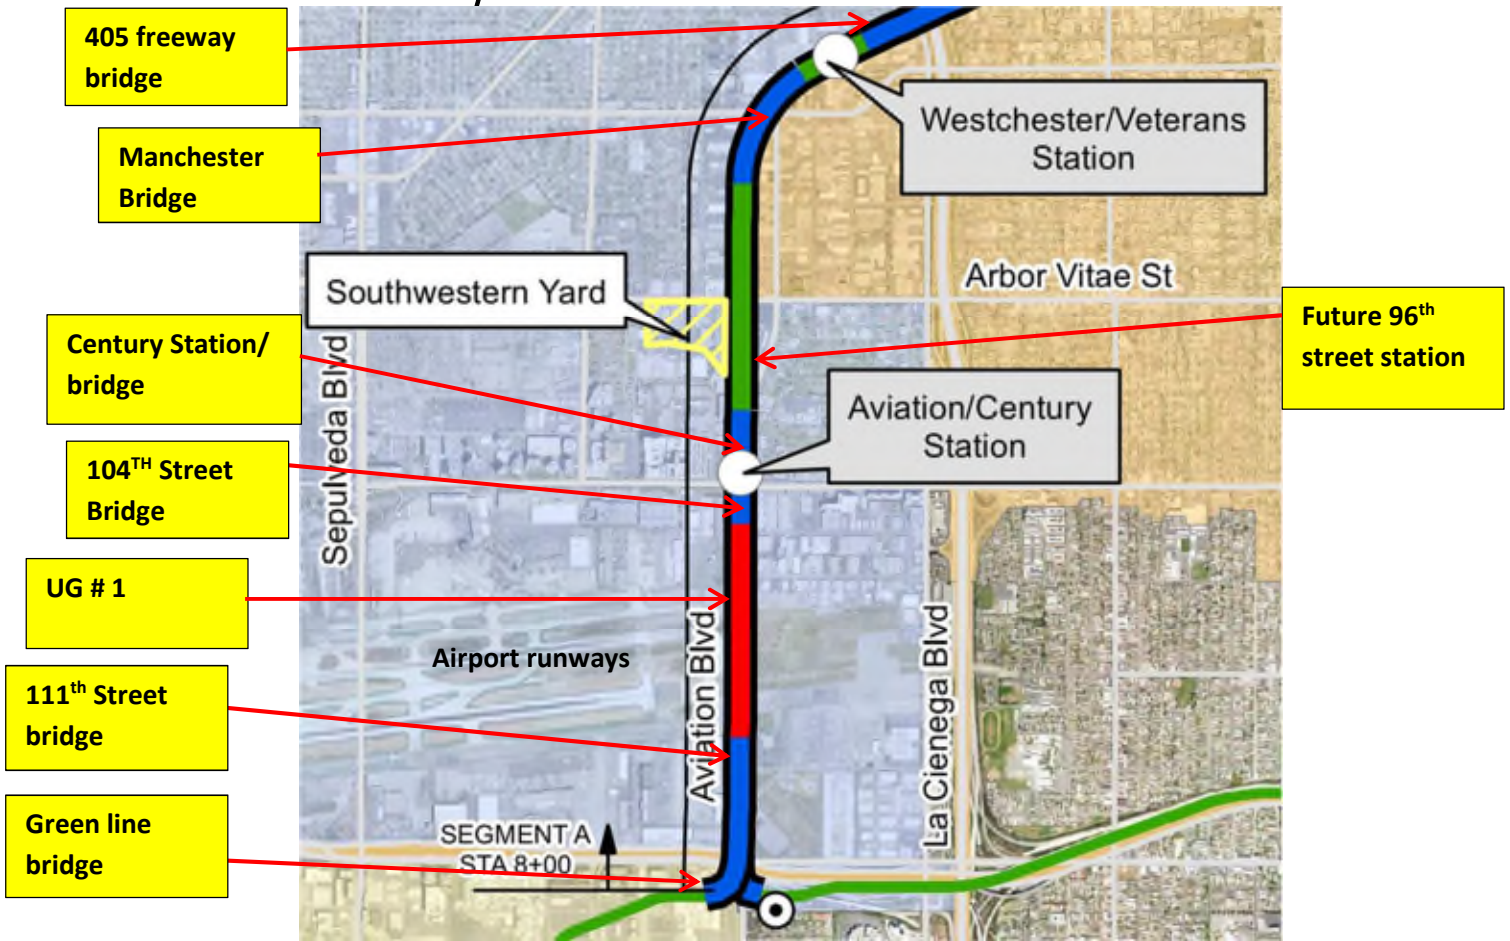 405 freeway
bridge
Manchester
Bridge
Westchester/Veterans
Station
Southwestern Yard
Arbor Vitae St
Century Station/
bridge
Future 96th
street station
Sepulveda Blvd
Aviation/Century
Station
104TH Street
Bridge
UG # 1
Airport runways
Aviation Blvd
La Cienega Blvd
111th Street
bridge
Green line
bridge
SEGMENT A
STA 8+00